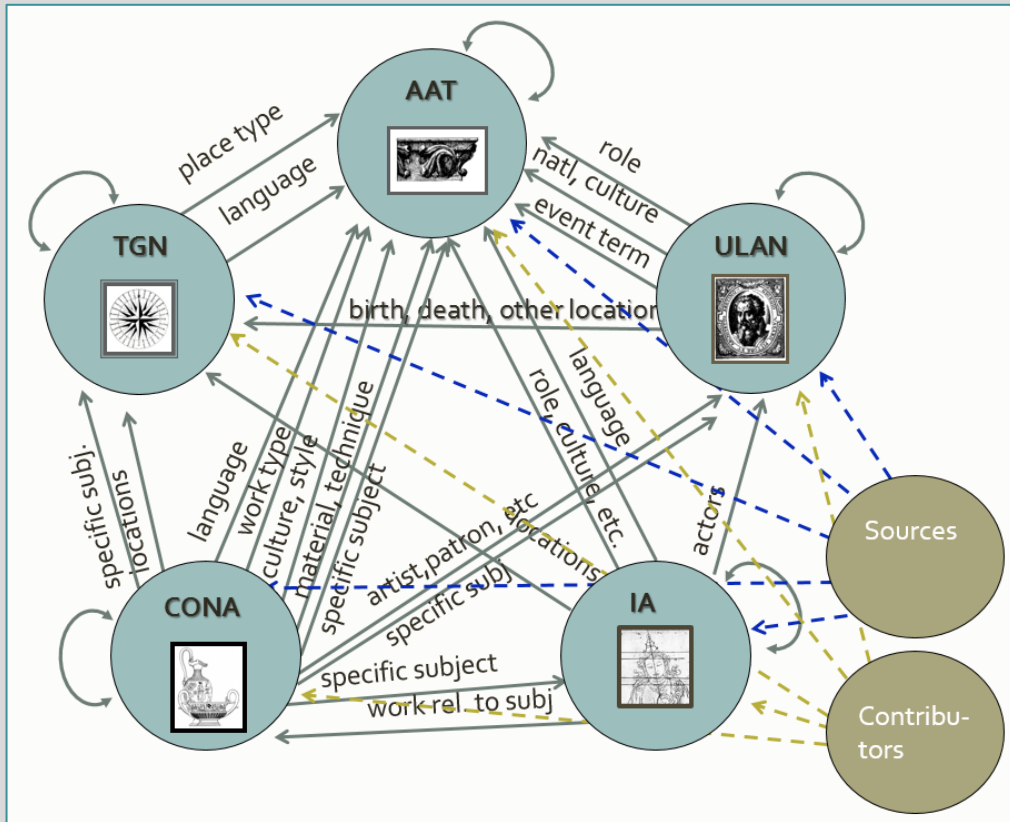 AAT
place type
language
role
natl, culture
event term
TGN
ULAN
birth, death, other location
language
role, culture, etc.
specific subj.
locations
language
work type
culture, style
material, technique
specific subject
artist,patron, etc
specific subj
locations
actors
Sources
CONA
IA
specific subject
work rel. to subj
Contribu-
tors